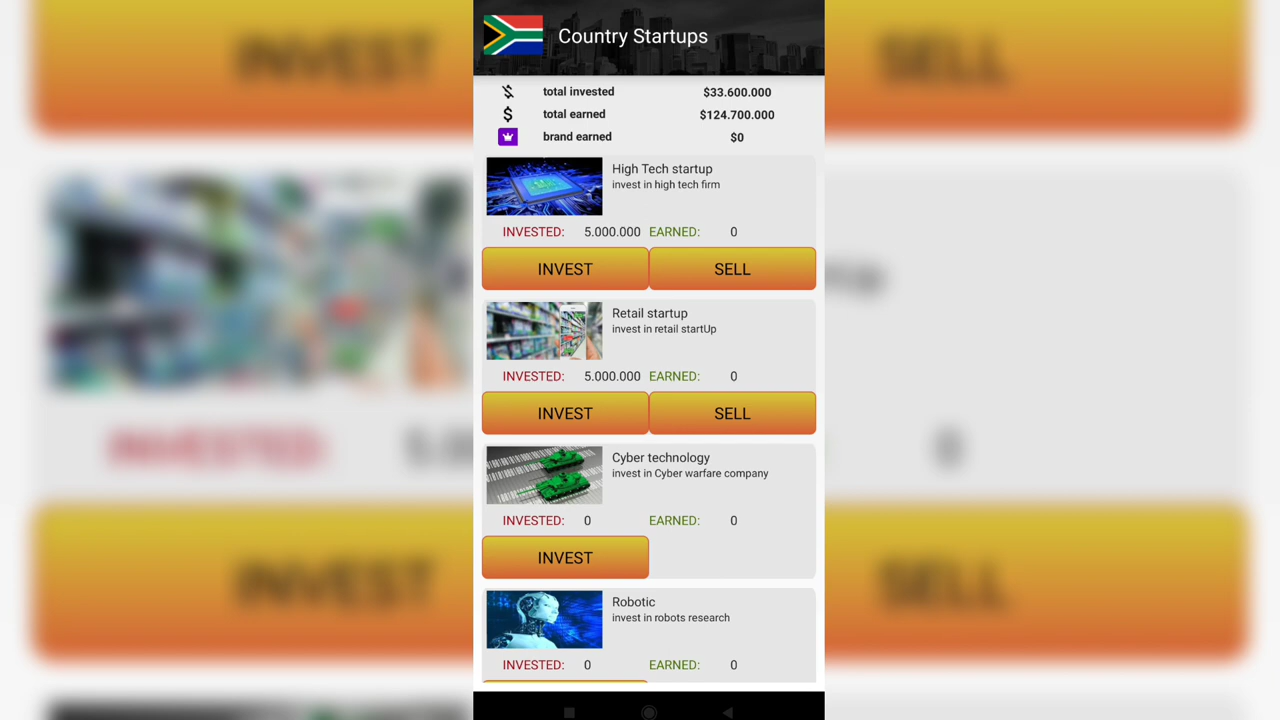 Country Startups
total invested $33.600.000
total earned $124.700.000
brand earned $0
High Tech startup
invest in high tech firm
INVESTED: 5.000.000 EARNED: 0
INVEST SELL
Retail startup
invest in retail startUp
INVESTED: 5.000.000 EARNED: 0
INVEST SELL
Cyber technology
invest in Cyber warfare company
INVESTED: 0 EARNED: 0
INVEST
Robotic
invest in robots research
INVESTED: 0 EARNED: 0